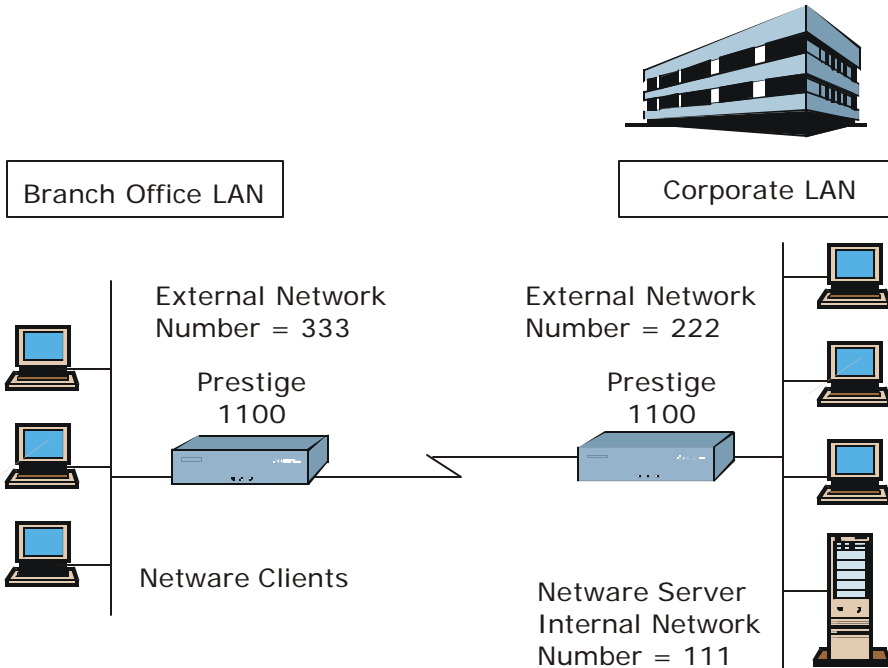 Branch Office LAN
Corporate LAN
External Network
Number = 333
External Network
Number = 222
Prestige
1100
Prestige
1100
Netware Clients
Netware Server
Internal Network
Number = 111